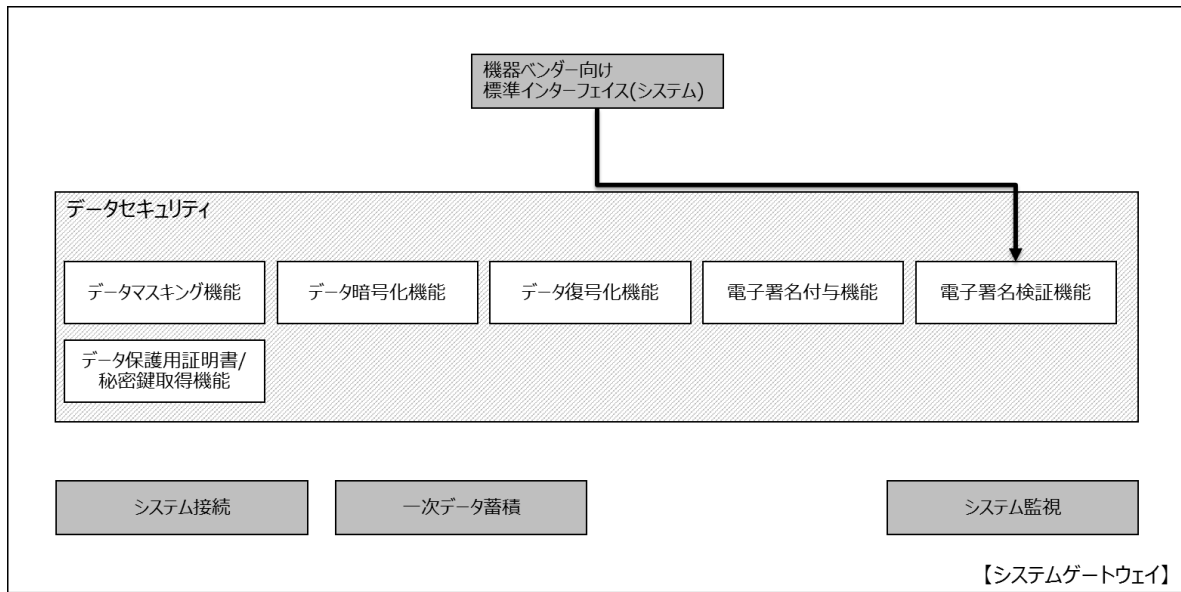 機器ベンダー向け
標準インターフェイス(システム)
データセキュリティ
データマスキング機能
データ暗号化機能
データ復号化機能
電子署名付与機能
電子署名検証機能
データ保護用証明書/
秘密鍵取得機能
システム接続
一次データ蓄積
システム監視
【システムゲートウェイ】